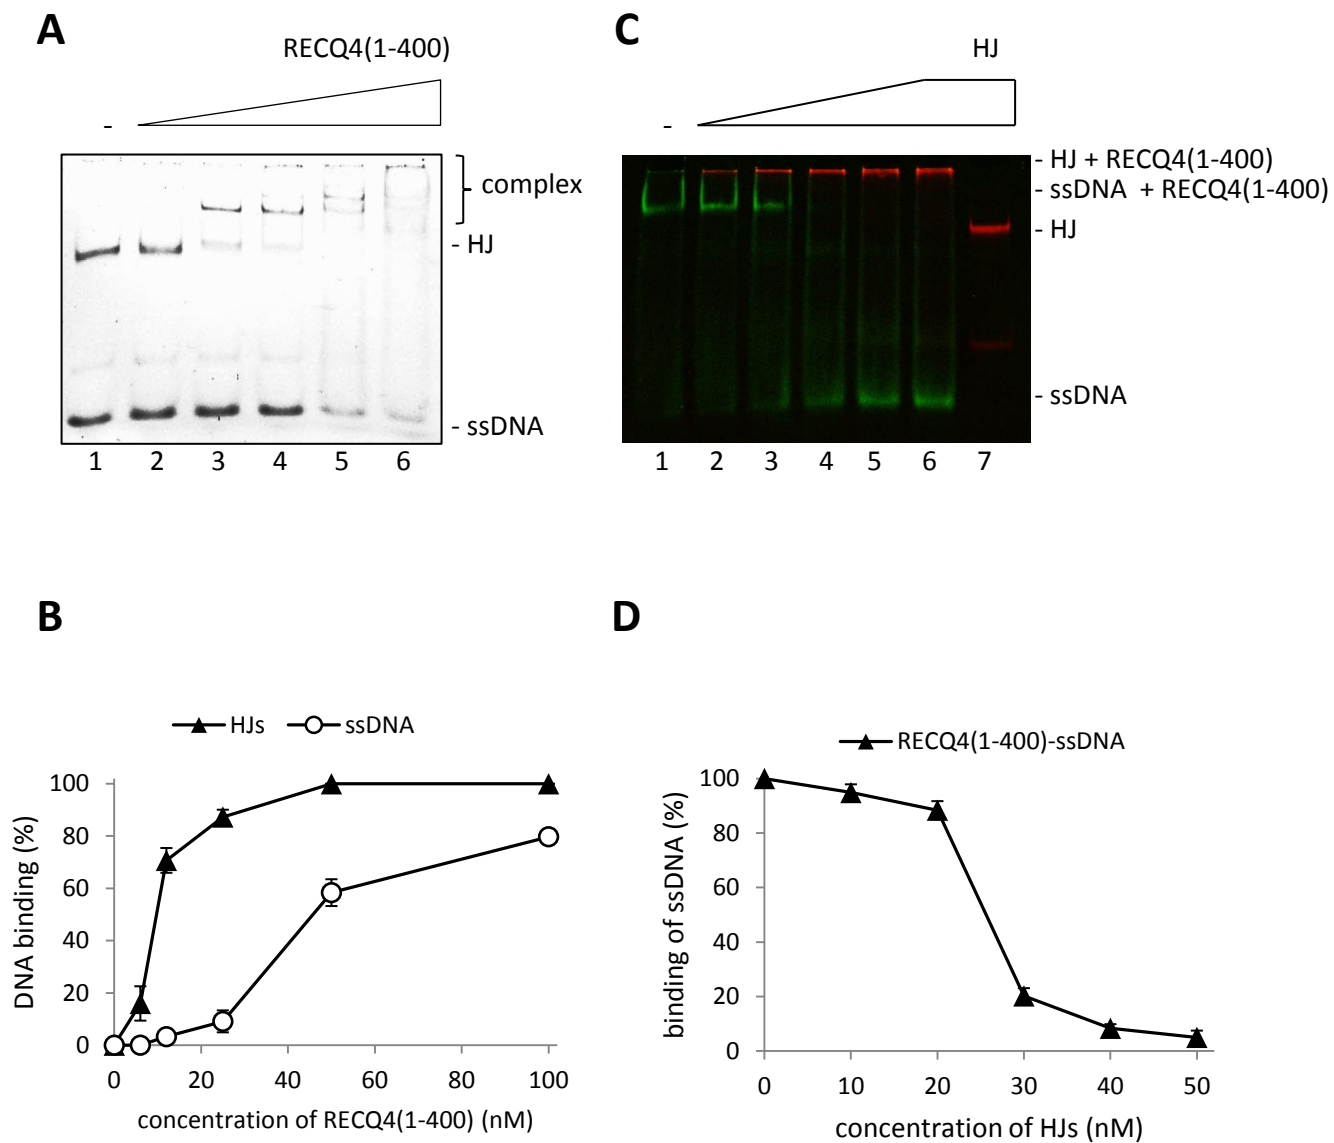 A
RECQ4(1-400)
-
complex
- HJ
- ssDNA
1 2 3 4 5 6
C
HJ
-
- HJ + RECQ4(1-400)
- ssDNA + RECQ4(1-400)
- HJ
- ssDNA
1 2 3 4 5 6 7
B
HJs ssDNA
DNA binding (%)
100
80
60
40
20
0
0 20 40 60 80 100
concentration of RECQ4(1-400) (nM)
D
RECQ4(1-400)-ssDNA
binding of ssDNA (%)
100
80
60
40
20
0
0 10 20 30 40 50
concentration of HJs (nM)